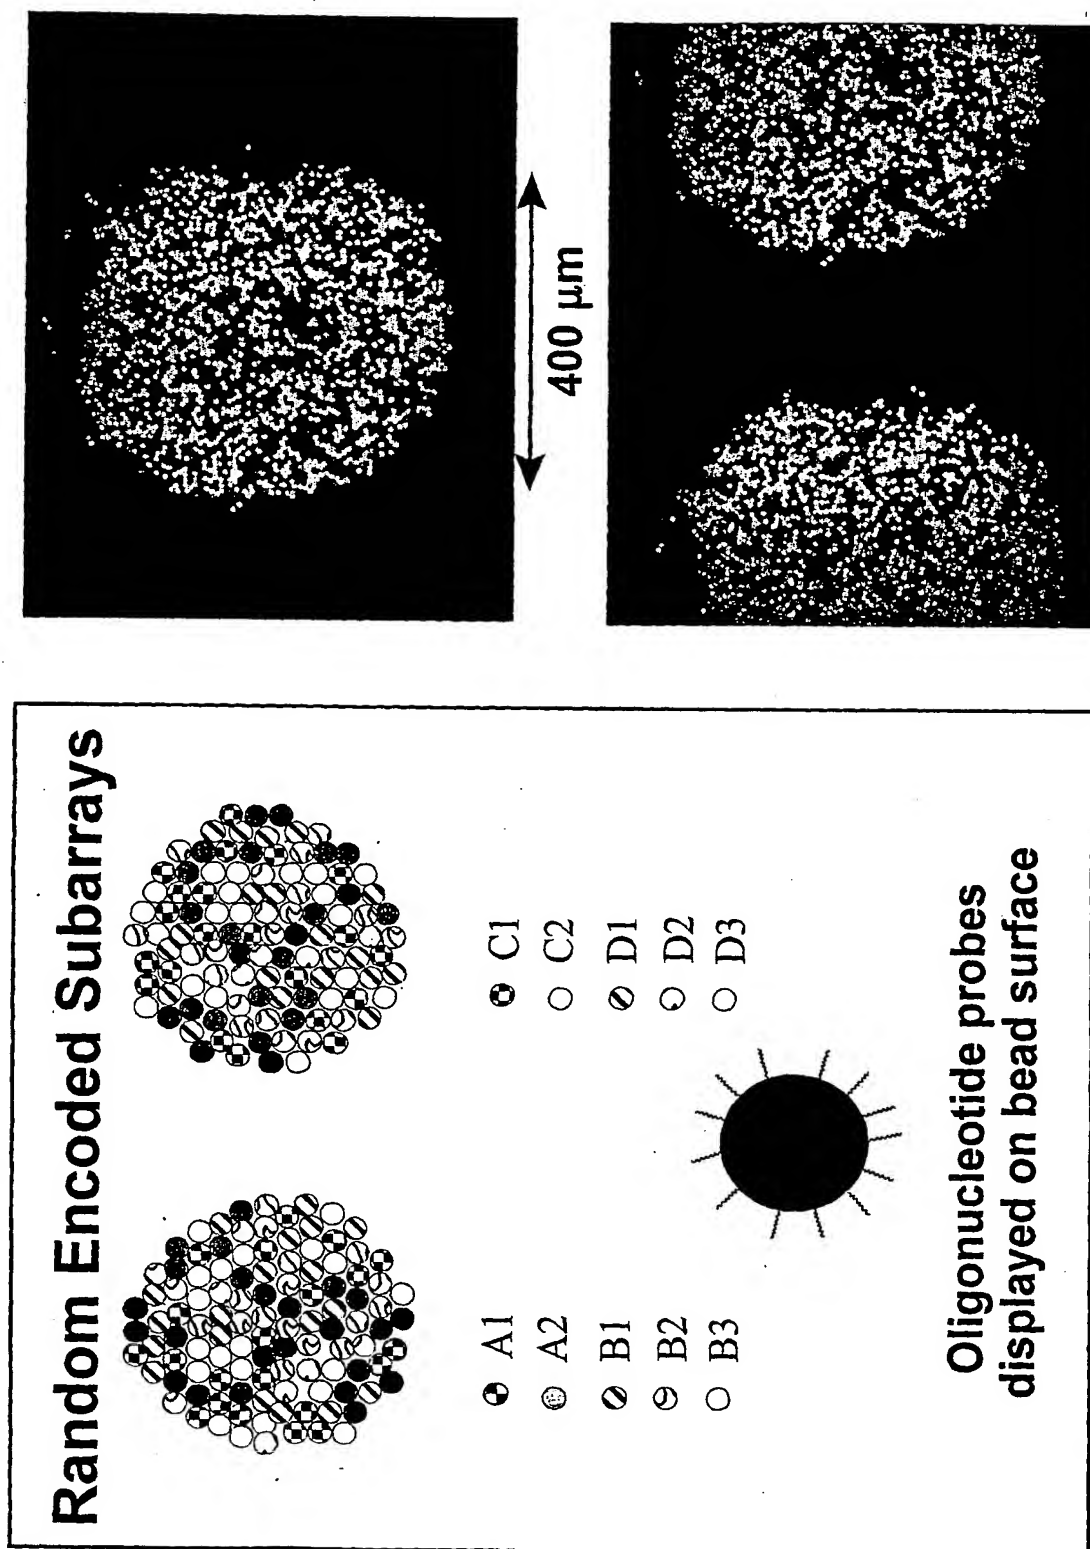 Random Encoded Subarrays
A1
A2
B1
B2
B3
C1
C2
D1
D2
D3
Oligonucleotide probes
displayed on bead surface
400 μm